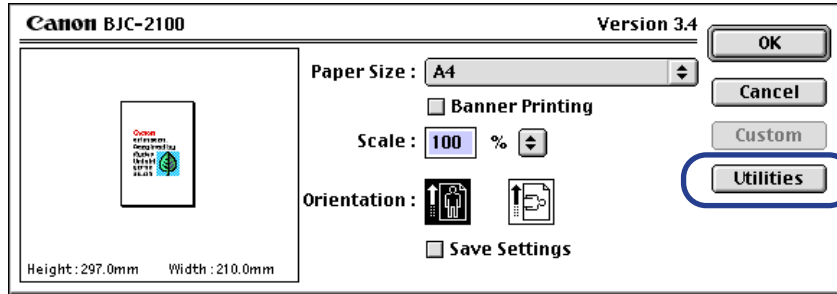 Canon BJC-2100
Version 3.4
OK
Paper Size : A4
Cancel
Banner Printing
Custom
Scale : 100 %
Utilities
Orientation :
Save Settings
Height : 297.0mm Width : 210.0mm
Canon